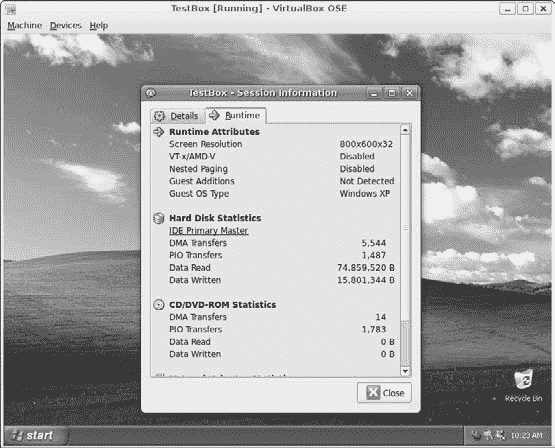 TestBox [Running] - VirtualBox OSE
Machine Devices Help
TestBox - Session Information
Details Runtime
Runtime Attributes
Screen Resolution 800x600x32
VT-x/AMD-V Disabled
Nested Paging Disabled
Guest Additions Not Detected
Guest OS Type Windows XP
Hard Disk Statistics
IDE Primary Master
DMA Transfers 5,544
PIO Transfers 1,487
Data Read 74,859,520 B
Data Written 15,801,344 B
CD/DVD-ROM Statistics
DMA Transfers 14
PIO Transfers 1,783
Data Read 0 B
Data Written 0 B
Close
Recycle Bin
start 10:23 AM